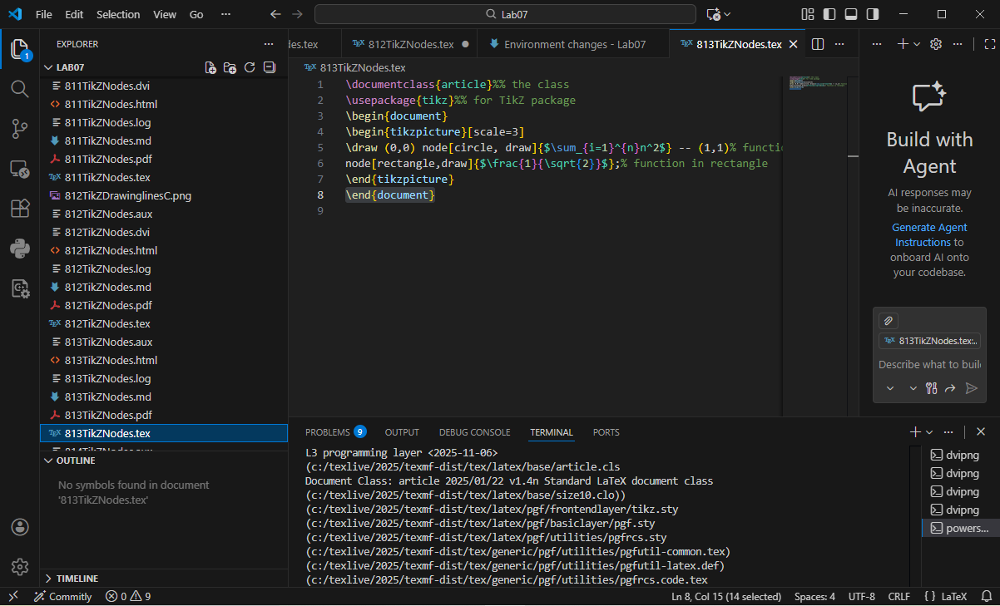 File Edit Selection View Go ··· Lab07
EXPLORER
LAB07
811TikZNodes.dvi
811TikZNodes.html
811TikZNodes.log
811TikZNodes.md
811TikZNodes.pdf
811TikZNodes.tex
812TikZDrawinglinesC.png
812TikZNodes.aux
812TikZNodes.dvi
812TikZNodes.html
812TikZNodes.log
812TikZNodes.md
812TikZNodes.pdf
812TikZNodes.tex
813TikZNodes.aux
813TikZNodes.html
813TikZNodes.log
813TikZNodes.md
813TikZNodes.pdf
813TikZNodes.tex
814TikZNodes.aux
OUTLINE
No symbols found in document
'813TikZNodes.tex'
TIMELINE
des.tex 812TikZNodes.tex Environment changes - Lab07 813TikZNodes.tex
813TikZNodes.tex
1 \documentclass{article}%% the class
2 \usepackage{tikz}%% for TikZ package
3 \begin{document}
4 \begin{tikzpicture}[scale=3]
5 \draw (0,0) node[circle, draw]{$\sum_{i=1}^{n}n^2$} -- (1,1)% functio
6 node[rectangle,draw]{$\frac{1}{\sqrt{2}}$};% function in rectangle
7 \end{tikzpicture}
8 \end{document}
9
Build with
Agent
AI responses may
be inaccurate.
Generate Agent
Instructions to
onboard AI onto
your codebase.
813TikZNodes.tex:..
Describe what to buil
PROBLEMS 9 OUTPUT DEBUG CONSOLE TERMINAL PORTS
L3 programming layer <2025-11-06>
(c:/texlive/2025/texmf-dist/tex/latex/base/article.cls
Document Class: article 2025/01/22 v1.4n Standard LaTeX document class
(c:/texlive/2025/texmf-dist/tex/latex/base/size10.clo))
(c:/texlive/2025/texmf-dist/tex/latex/pgf/frontendlayer/tikz.sty
(c:/texlive/2025/texmf-dist/tex/latex/pgf/basiclayer/pgf.sty
(c:/texlive/2025/texmf-dist/tex/latex/pgf/utilities/pgfrcs.sty
(c:/texlive/2025/texmf-dist/tex/generic/pgf/utilities/pgfutil-common.tex)
(c:/texlive/2025/texmf-dist/tex/generic/pgf/utilities/pgfutil-latex.def)
(c:/texlive/2025/texmf-dist/tex/generic/pgf/utilities/pgfrcs.code.tex
dvipng
dvipng
dvipng
dvipng
powers...
Commitly 0 9 Ln 8, Col 15 (14 selected) Spaces: 4 UTF-8 CRLF {} LaTeX